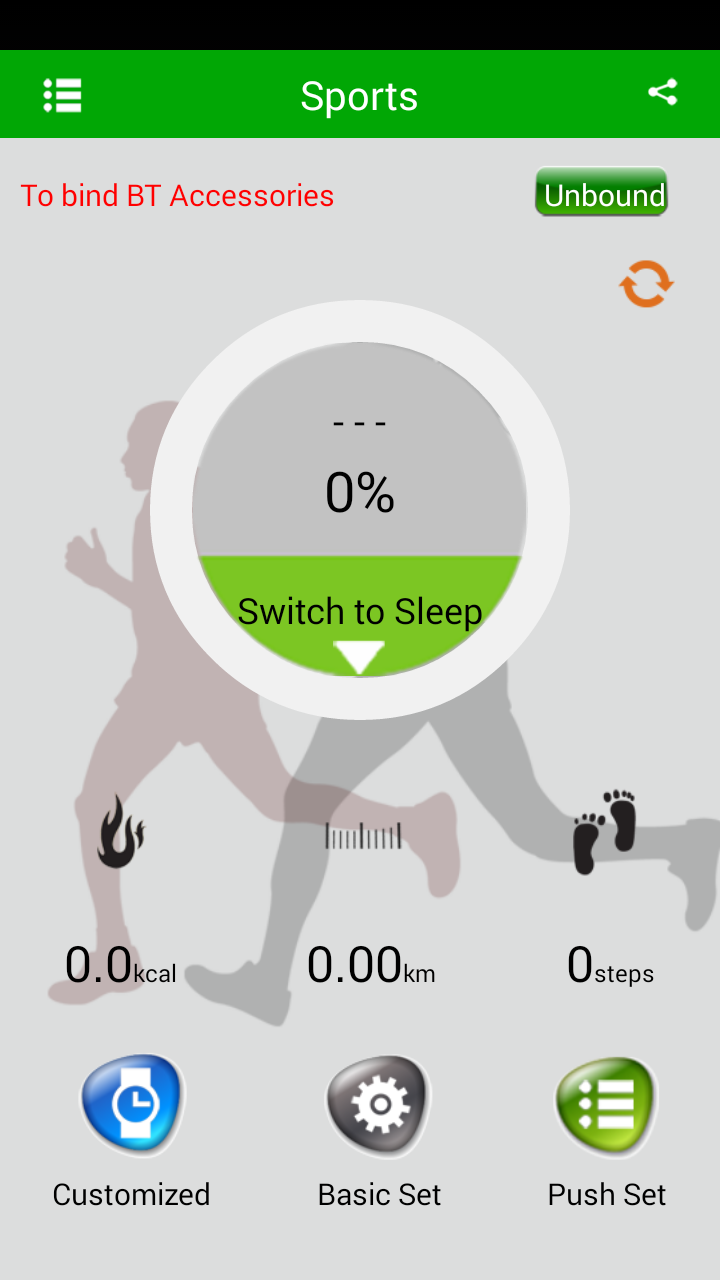 Sports
To bind BT Accessories
Unbound
---
0%
Switch to Sleep
0.0kcal
0.00km
0steps
Customized
Basic Set
Push Set